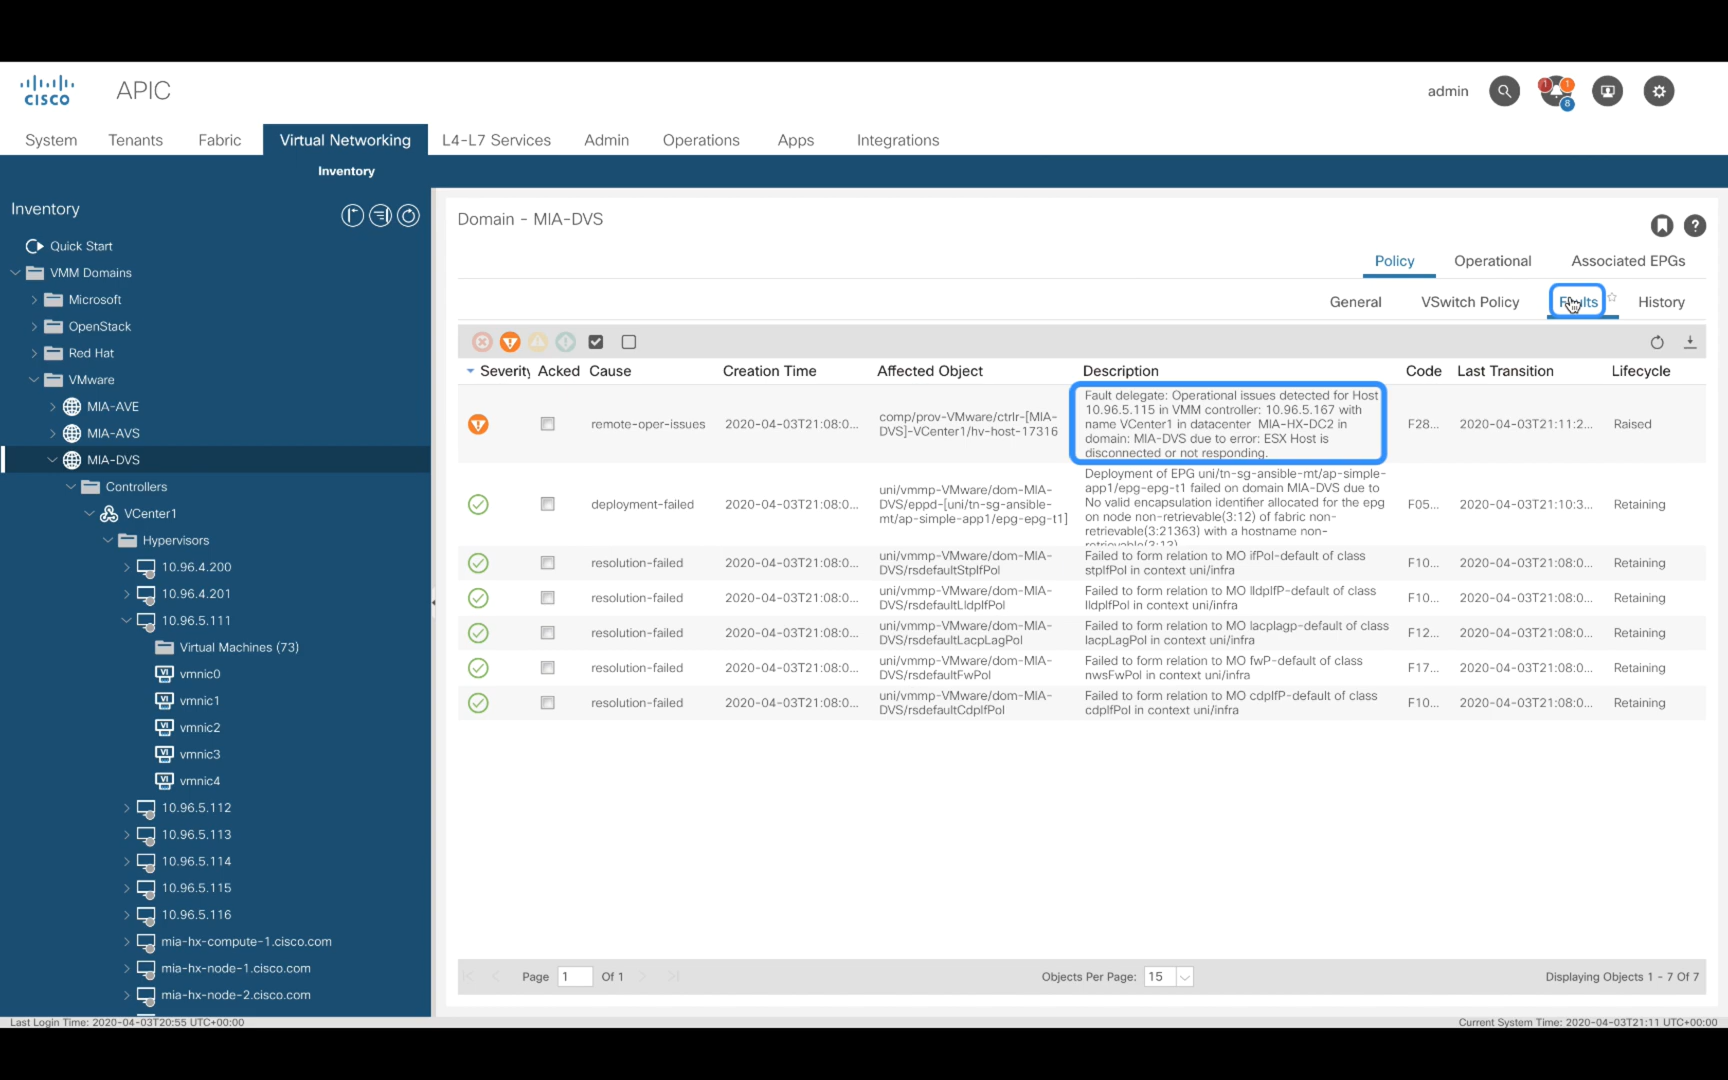 CISCO
APIC
admin
1
1
8
System
Tenants
Fabric
Virtual Networking
L4-L7 Services
Admin
Operations
Apps
Integrations
Inventory
Inventory
Quick Start
VMM Domains
Microsoft
OpenStack
Red Hat
VMware
MIA-AVE
MIA-AVS
MIA-DVS
Controllers
VCenter1
Hypervisors
10.96.4.200
10.96.4.201
10.96.5.111
Virtual Machines (73)
vmnic0
vmnic1
vmnic2
vmnic3
vmnic4
10.96.5.112
10.96.5.113
10.96.5.114
10.96.5.115
10.96.5.116
mia-hx-compute-1.cisco.com
mia-hx-node-1.cisco.com
mia-hx-node-2.cisco.com
Domain - MIA-DVS
Policy
Operational
Associated EPGs
General
VSwitch Policy
History
Severity
Acked
Cause
Creation Time
Affected Object
Description
Code
Last Transition
Lifecycle
remote-oper-issues
2020-04-03T21:08:0...
comp/prov-VMware/ctrlr-[MIA-
DVS]-VCenter1/hv-host-17316
Fault delegate: Operational issues detected for Host
10.96.5.115 in VMM controller: 10.96.5.167 with
name VCenter1 in datacenter MIA-HX-DC2 in
domain: MIA-DVS due to error: ESX Host is
disconnected or not responding.
F28...
2020-04-03T21:11:2...
Raised
deployment-failed
2020-04-03T21:08:0...
uni/vmmp-VMware/dom-MIA-
DVS/eppd-[uni/tn-sg-ansible-
mt/ap-simple-app1/epg-epg-t1]
Deployment of EPG uni/tn-sg-ansible-mt/ap-simple-
app1/epg-epg-t1 failed on domain MIA-DVS due to
No valid encapsulation identifier allocated for the epg
on node non-retrievable(3:12) of fabric non-
retrievable(3:21363) with a hostname non-
F05...
2020-04-03T21:10:3...
Retaining
resolution-failed
2020-04-03T21:08:0...
uni/vmmp-VMware/dom-MIA-
DVS/rsdefaultStpIfPol
Failed to form relation to MO ifPol-default of class
stpIfPol in context uni/infra
F10...
2020-04-03T21:08:0...
Retaining
resolution-failed
2020-04-03T21:08:0...
uni/vmmp-VMware/dom-MIA-
DVS/rsdefaultLldpIfPol
Failed to form relation to MO lldpIfP-default of class
lldpIfPol in context uni/infra
F10...
2020-04-03T21:08:0...
Retaining
resolution-failed
2020-04-03T21:08:0...
uni/vmmp-VMware/dom-MIA-
DVS/rsdefaultLacpLagPol
Failed to form relation to MO lacplagp-default of class
lacpLagPol in context uni/infra
F12...
2020-04-03T21:08:0...
Retaining
resolution-failed
2020-04-03T21:08:0...
uni/vmmp-VMware/dom-MIA-
DVS/rsdefaultFwPol
Failed to form relation to MO fwP-default of class
nwsFwPol in context uni/infra
F17...
2020-04-03T21:08:0...
Retaining
resolution-failed
2020-04-03T21:08:0...
uni/vmmp-VMware/dom-MIA-
DVS/rsdefaultCdpIfPol
Failed to form relation to MO cdpIfP-default of class
cdpIfPol in context uni/infra
F10...
2020-04-03T21:08:0...
Retaining
Page 1 Of 1
Objects Per Page: 15
Displaying Objects 1 - 7 Of 7
Last Login Time: 2020-04-03T20:55 UTC+00:00
Current System Time: 2020-04-03T21:11 UTC+00:00